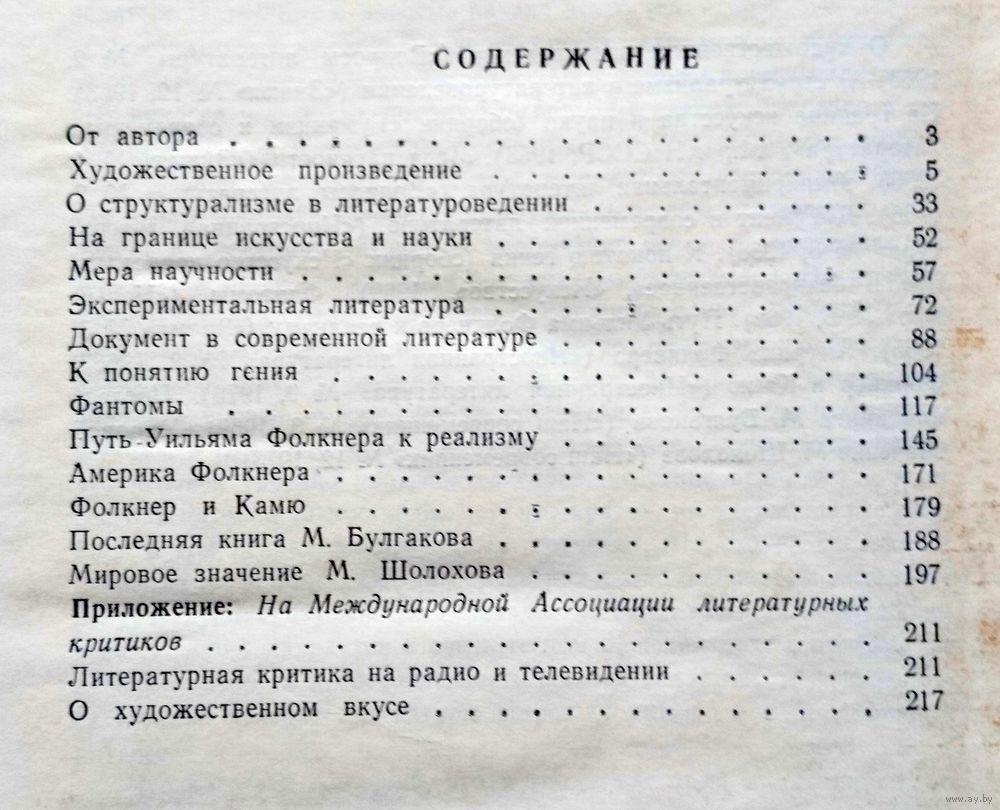 СОДЕРЖАНИЕ
От автора . . . . . . . . . . . . . . . . 3
Художественное произведение . . . . . . . . . . 5
О структурализме в литературоведении . . . . . . . 33
На границе искусства и науки . . . . . . . . . . 52
Мера научности . . . . . . . . . . . . . . 57
Экспериментальная литература . . . . . . . . . . 72
Документ в современной литературе . . . . . . . . 88
К понятию гения . . . . . . . . . . . . . 104
Фантомы . . . . . . . . . . . . . . . . 117
Путь Уильяма Фолкнера к реализму . . . . . . . . 145
Америка Фолкнера . . . . . . . . . . . . . 171
Фолкнер и Камю . . . . . . . . . . . . . 179
Последняя книга М. Булгакова . . . . . . . . . . 188
Мировое значение М. Шолохова . . . . . . . . . 197
Приложение: На Международной Ассоциации литературных
критиков . . . . . . . . . . . . . . . . 211
Литературная критика на радио и телевидении . . . . . . 211
О художественном вкусе . . . . . . . . . . . . 217
www.ay.by